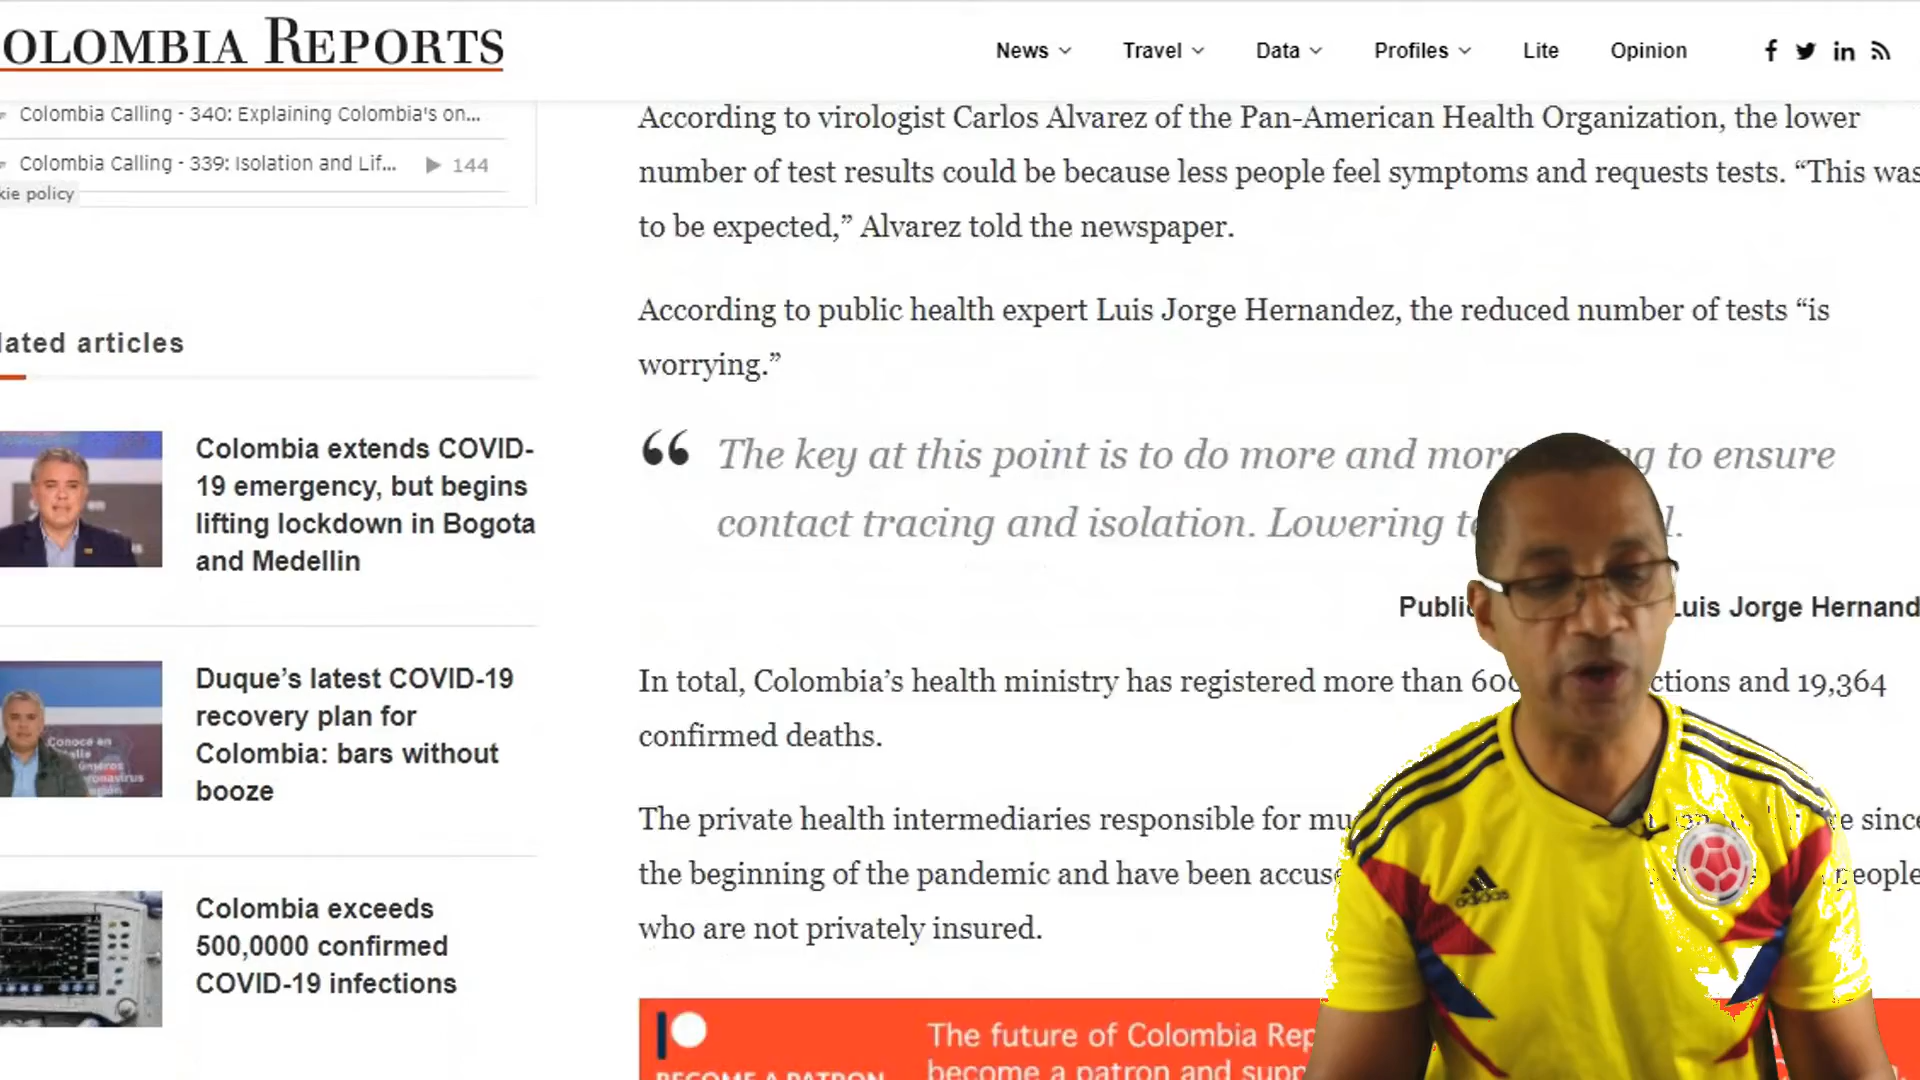 OLOMBIA REPORTS
News
Travel
Data
Profiles
Lite
Opinion
Colombia Calling - 340: Explaining Colombia's on...
Colombia Calling - 339: Isolation and Lif...
144
kie policy
lated articles
Colombia extends COVID-
19 emergency, but begins
lifting lockdown in Bogota
and Medellin
Duque’s latest COVID-19
recovery plan for
Colombia: bars without
booze
Conoce en
Colombia exceeds
500,0000 confirmed
COVID-19 infections
According to virologist Carlos Alvarez of the Pan-American Health Organization, the lower
number of test results could be because less people feel symptoms and requests tests. “This was
to be expected,” Alvarez told the newspaper.
According to public health expert Luis Jorge Hernandez, the reduced number of tests “is
worrying.”
“ The key at this point is to do more and more g to ensure
contact tracing and isolation. Lowering te l.
Publi Luis Jorge Hernand
In total, Colombia’s health ministry has registered more than 600 ctions and 19,364
confirmed deaths.
The private health intermediaries responsible for mu e since
the beginning of the pandemic and have been accuse people
who are not privately insured.
adidas
The future of Colombia Rep
become a patron and supp
BECOME A PATRON